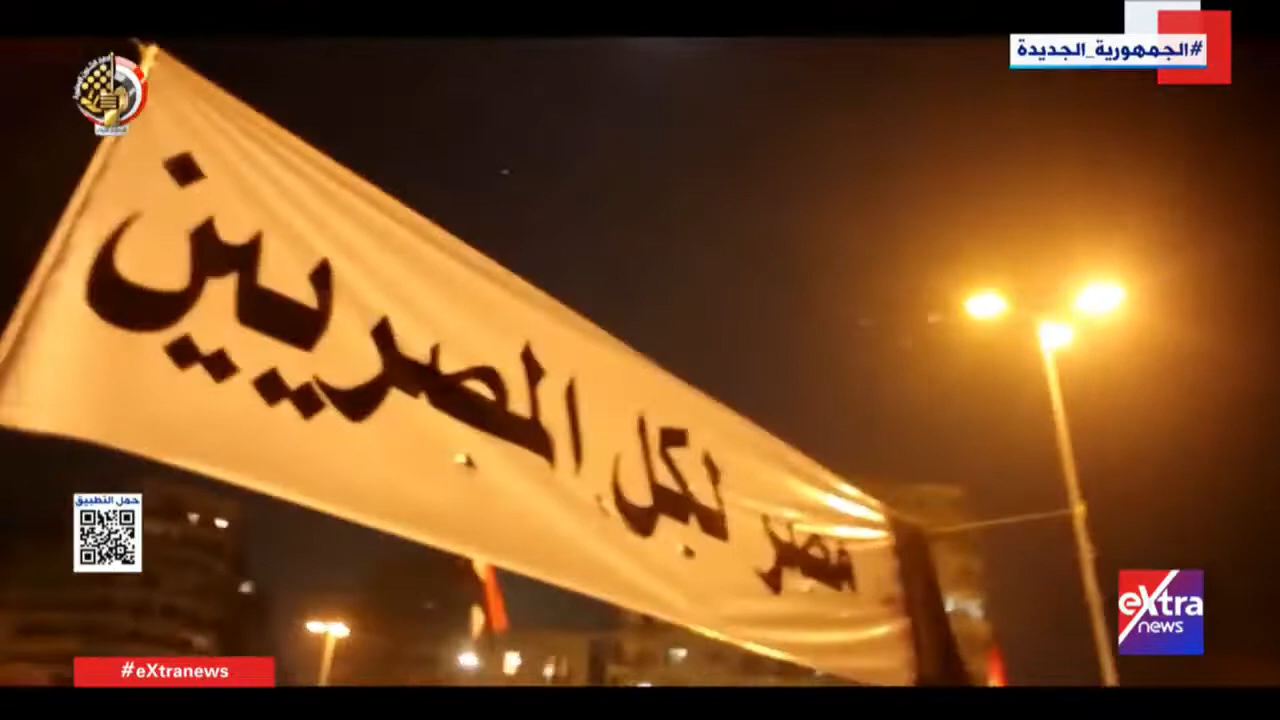 #الجمهورية_الجديدة
مصر لكل المصريين
حمل التطبيق
eXtra
news
#eXtranews